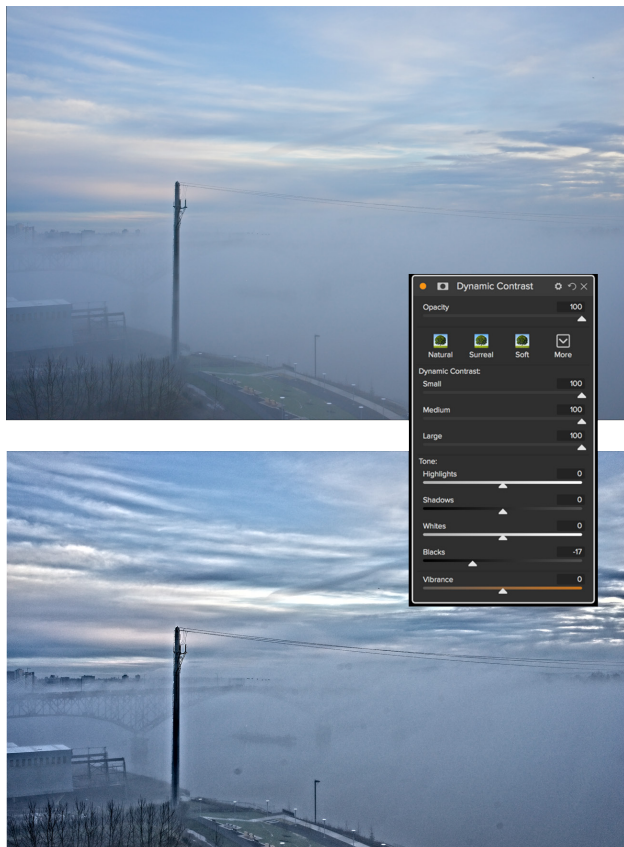 Dynamic Contrast
Opacity 100
Natural Surreal Soft More
Dynamic Contrast:
Small 100
Medium 100
Large 100
Tone:
Highlights 0
Shadows 0
Whites 0
Blacks -17
Vibrance 0